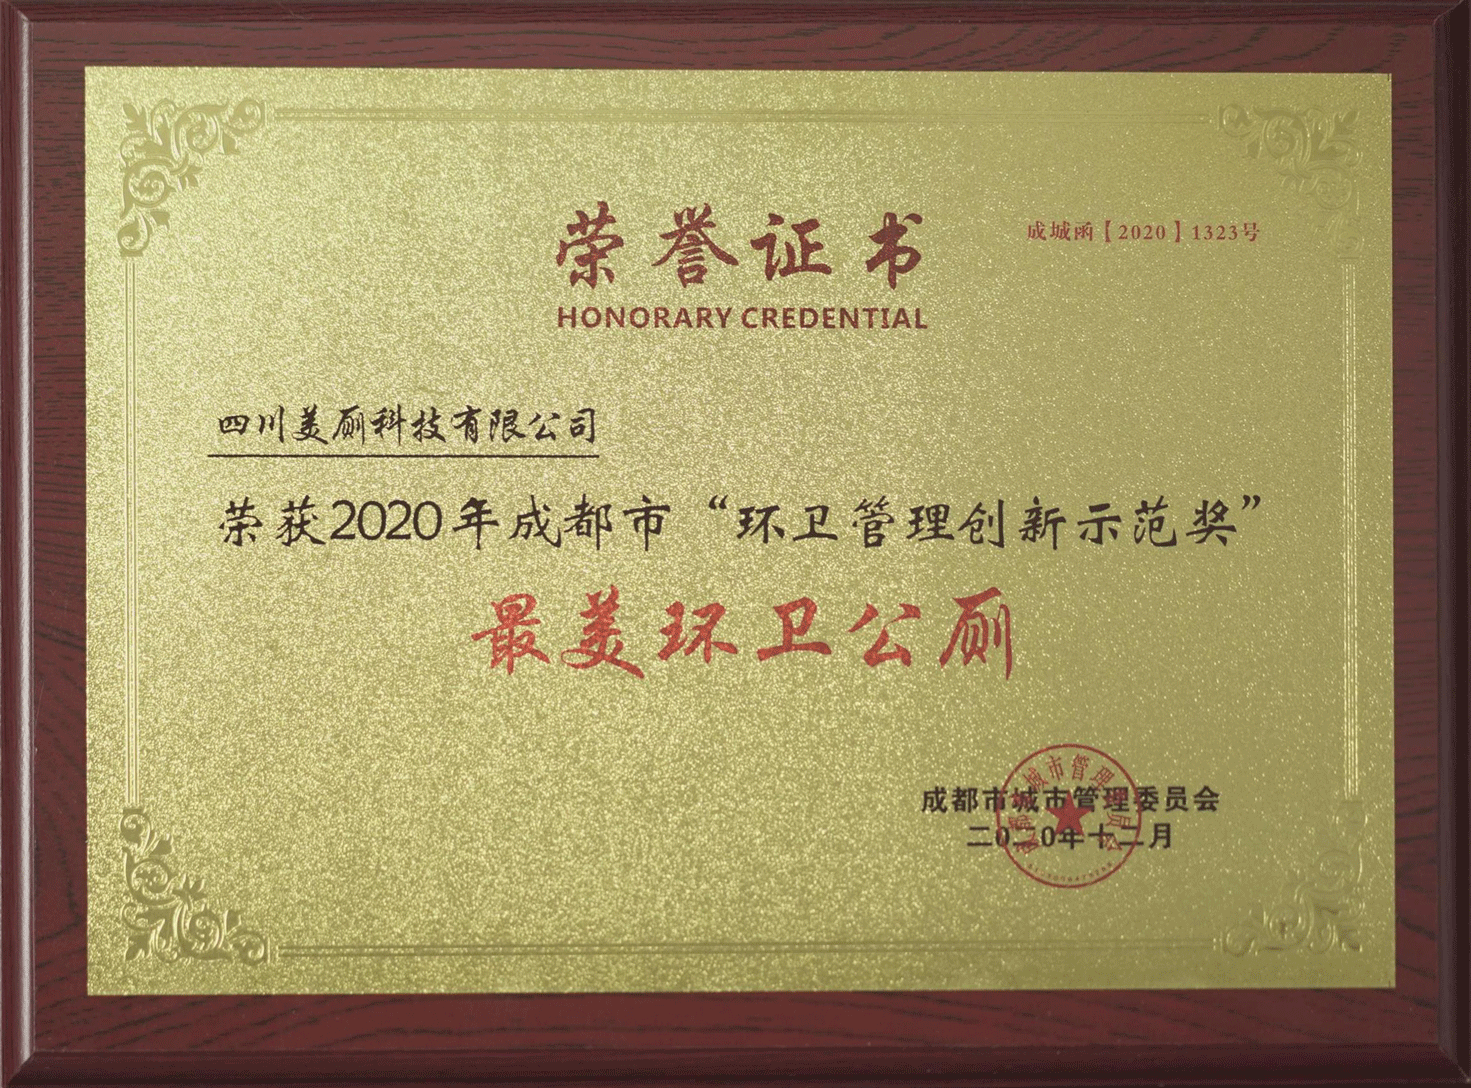 荣誉证书
成城函【2020】1323号
HONORARY CREDENTIAL
四川美厕科技有限公司
荣获2020年成都市“环卫管理创新示范奖”
最美环卫公厕
成都市城市管理委员会
二0二0年十二月